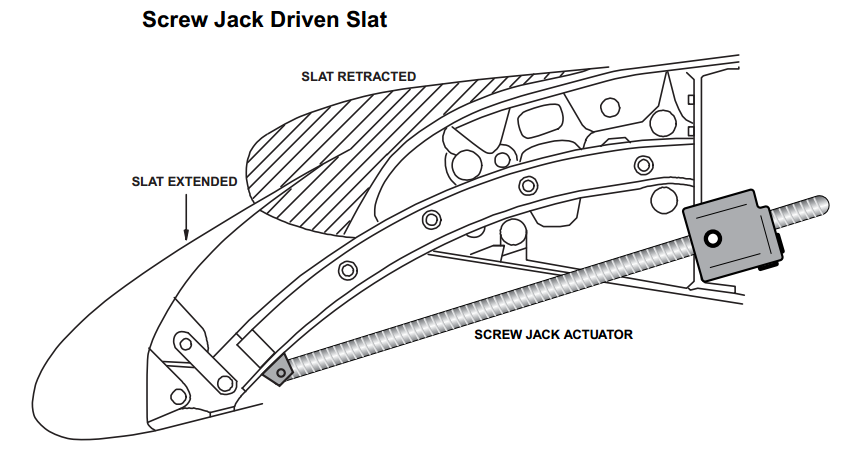 Screw Jack Driven Slat
SLAT RETRACTED
SLAT EXTENDED
SCREW JACK ACTUATOR